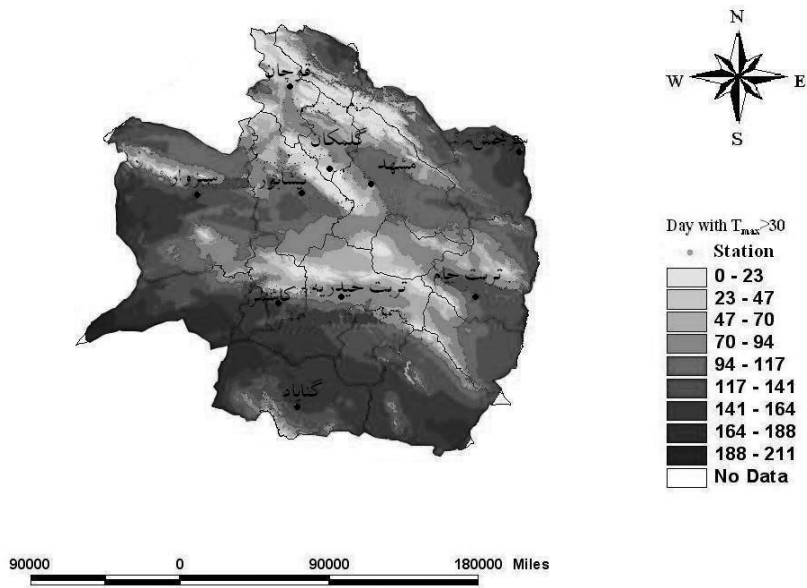 N
W E
S
قوچان
گلمکان
سرخس
مشهد
سبزوار
نیشابور
تربت جام
تربت حیدریه
کاشمر
گناباد
Day with Tmax>30
Station
0 - 23
23 - 47
47 - 70
70 - 94
94 - 117
117 - 141
141 - 164
164 - 188
188 - 211
No Data
90000 0 90000 180000 Miles